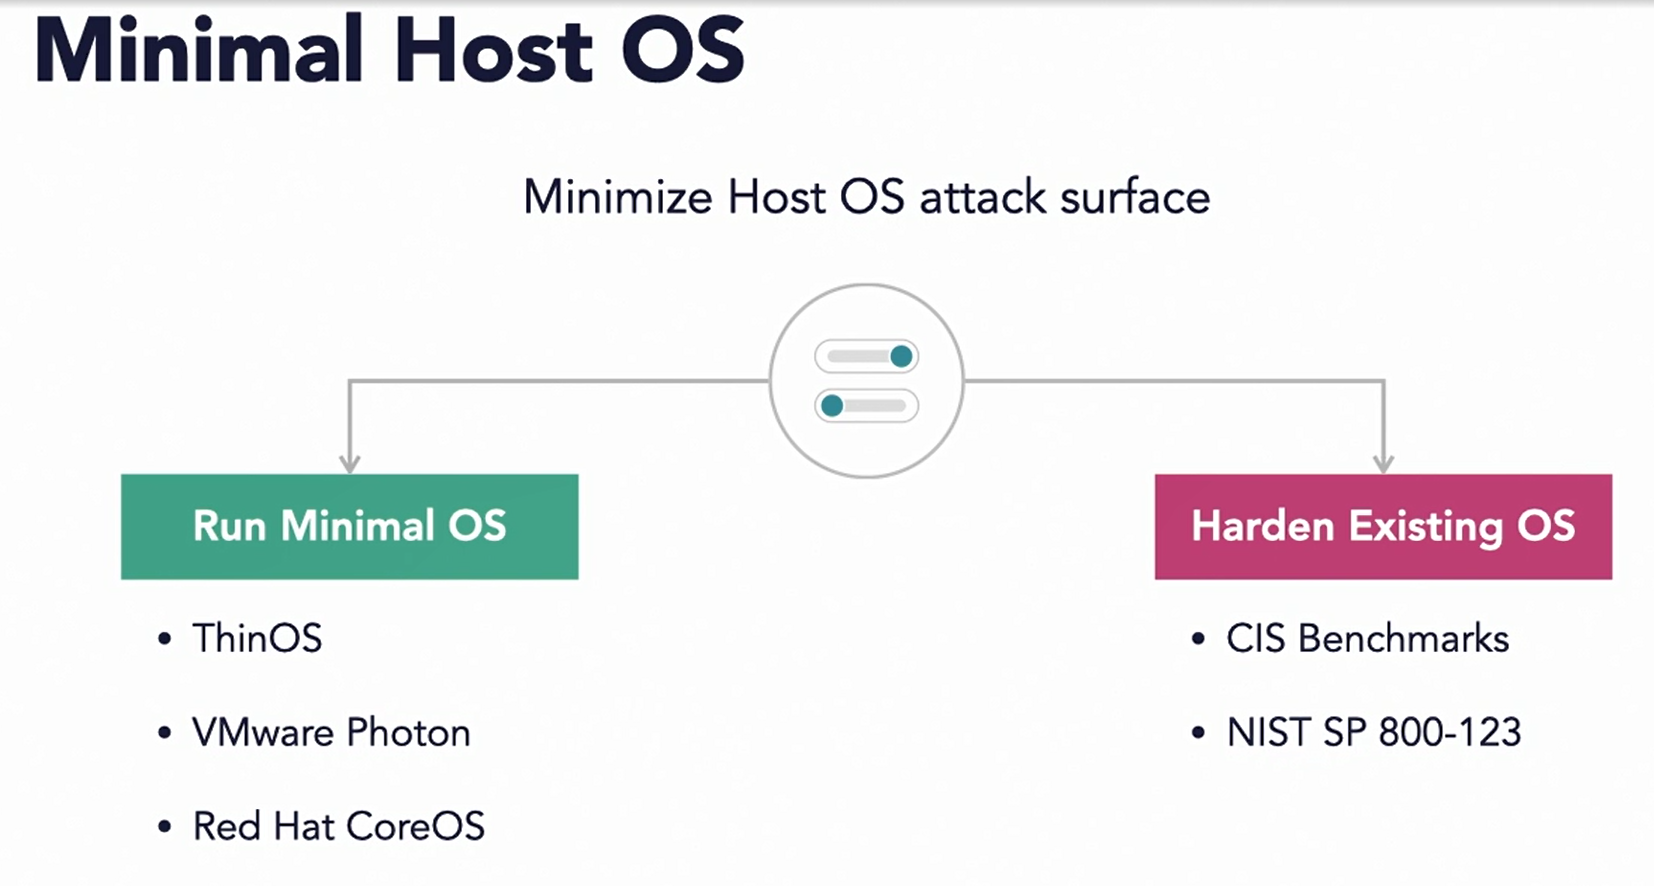 Minimal Host OS
Minimize Host OS attack surface
Run Minimal OS
• ThinOS
• VMware Photon
• Red Hat CoreOS
Harden Existing OS
• CIS Benchmarks
• NIST SP 800-123